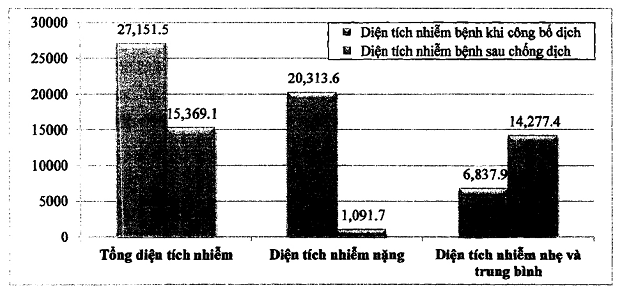 30000
25000
20000
15000
10000
5000
0
27,151.5
15,369.1
20,313.6
1,091.7
6,837.9
14,277.4
Diện tích nhiễm bệnh khi công bố dịch
Diện tích nhiễm bệnh sau chống dịch
Tổng diện tích nhiễm
Diện tích nhiễm nặng
Diện tích nhiễm nhẹ và
trung bình